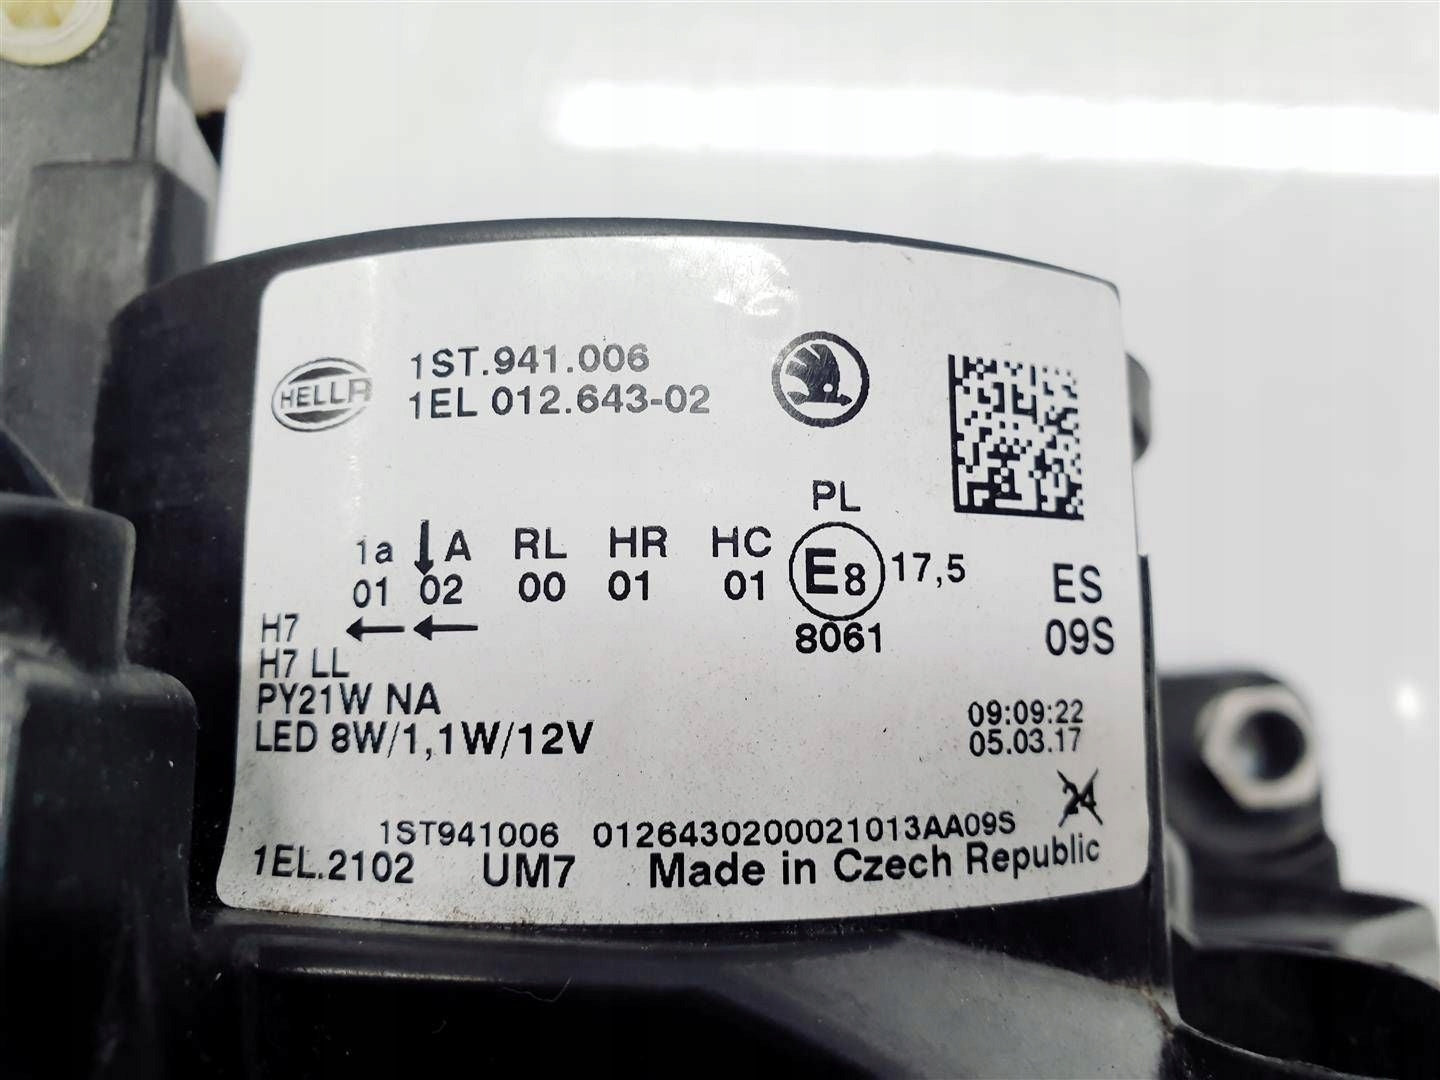 HELLA
1ST.941.006
1EL 012.643-02
PL
1a A RL HR HC E8 17,5
01 02 00 01 01
8061
ES
09S
H7
H7 LL
PY21W NA
LED 8W/1,1W/12V
09:09:22
05.03.17
24
1ST941006 0126430200021013AA09S
1EL.2102 UM7 Made in Czech Republic